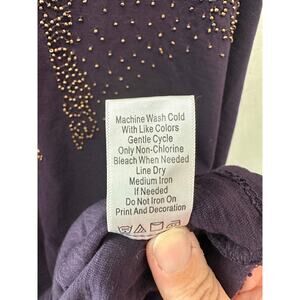 Machine Wash Cold
With Like Colors
Gentle Cycle
Only Non-Chlorine
Bleach When Needed
Line Dry
Medium Iron
If Needed
Do Not Iron On
Print And Decoration